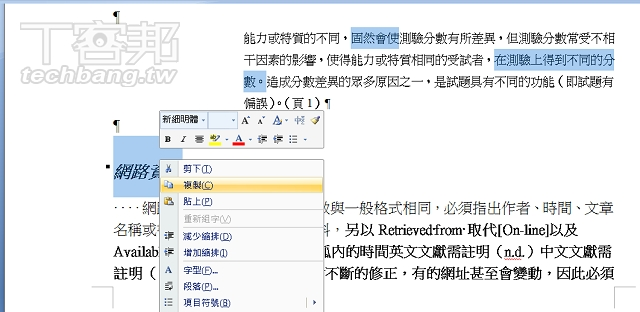 T客邦
techbang.tw
能力或特質的不同，固然會使測驗分數有所差異，但測驗分數常受不相
干因素的影響，使得能力或特質相同的受試者，在測驗上得到不同的分
數。造成分數差異的眾多原因之一，是試題具有不同的功能（即試題有
偏誤）。(頁 1)
新細明體
B I
網路資
剪下(T)
複製(C)
貼上(P)
重新組字(V)
減少縮排(D)
增加縮排(I)
字型(F)...
段落(P)...
項目符號(B)
網路 數與一般格式相同，必須指出作者、時間、文章
名稱或 料，另以 Retrievedfrom 取代[On-line]以及
Availab 弧內的時間英文文獻需註明（n.d.）中文文獻需
註明（ 不斷的修正，有的網址甚至會變動，因此必須